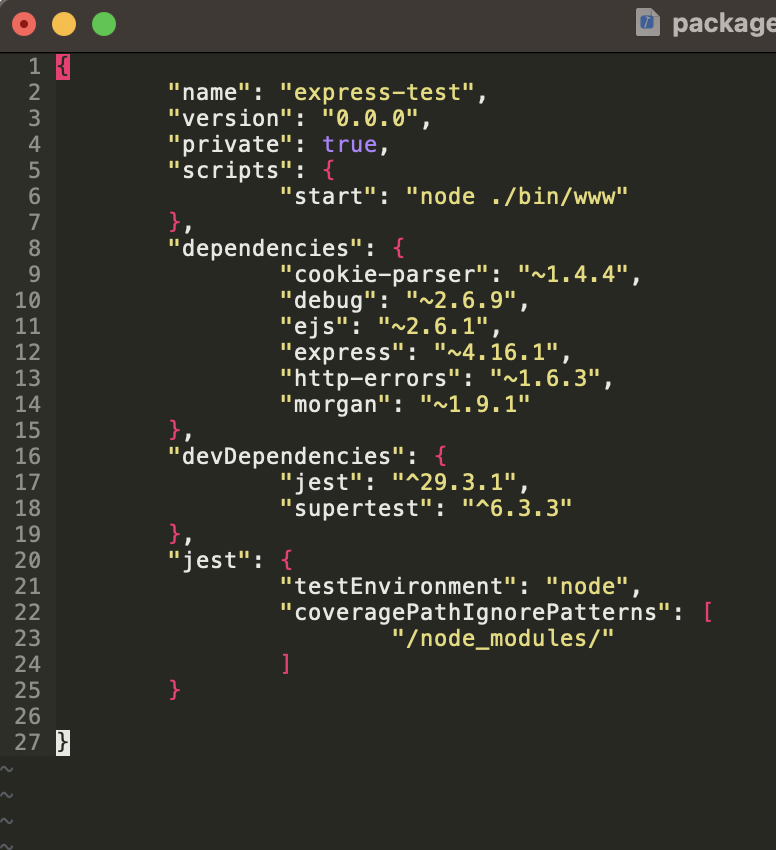 package
1 {
2 "name": "express-test",
3 "version": "0.0.0",
4 "private": true,
5 "scripts": {
6 "start": "node ./bin/www"
7 },
8 "dependencies": {
9 "cookie-parser": "~1.4.4",
10 "debug": "~2.6.9",
11 "ejs": "~2.6.1",
12 "express": "~4.16.1",
13 "http-errors": "~1.6.3",
14 "morgan": "~1.9.1"
15 },
16 "devDependencies": {
17 "jest": "^29.3.1",
18 "supertest": "^6.3.3"
19 },
20 "jest": {
21 "testEnvironment": "node",
22 "coveragePathIgnorePatterns": [
23 "/node_modules/"
24 ]
25 }
26
27 }
~
~
~
~